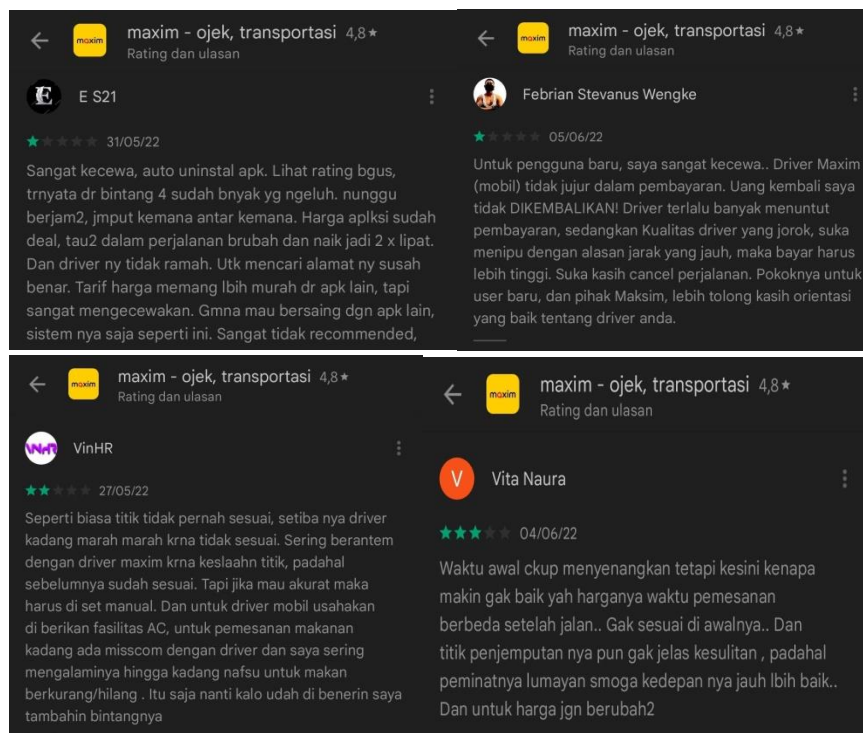 maxim - ojek, transportasi 4,8★
maxim
Rating dan ulasan
E
E S21
31/05/22
Sangat kecewa, auto uninstal apk. Lihat rating bgus,
trnyata dr bintang 4 sudah bnyak yg ngeluh. nunggu
berjam2, jmput kemana antar kemana. Harga aplksi sudah
deal, tau2 dalam perjalanan brubah dan naik jadi 2 x lipat.
Dan driver ny tidak ramah. Utk mencari alamat ny susah
benar. Tarif harga memang lbih murah dr apk lain, tapi
sangat mengecewakan. Gmna mau bersaing dgn apk lain,
sistem nya saja seperti ini. Sangat tidak recommended,
maxim - ojek, transportasi 4,8★
maxim
Rating dan ulasan
Febrian Stevanus Wengke
05/06/22
Untuk pengguna baru, saya sangat kecewa.. Driver Maxim
(mobil) tidak jujur dalam pembayaran. Uang kembali saya
tidak DIKEMBALIKAN! Driver terlalu banyak menuntut
pembayaran, sedangkan Kualitas driver yang jorok, suka
menipu dengan alasan jarak yang jauh, maka bayar harus
lebih tinggi. Suka kasih cancel perjalanan. Pokoknya untuk
user baru, dan pihak Maksim, lebih tolong kasih orientasi
yang baik tentang driver anda.
maxim - ojek, transportasi 4,8★
maxim
Rating dan ulasan
VinHR
27/05/22
Seperti biasa titik tidak pernah sesuai, setiba nya driver
kadang marah marah krna tidak sesuai. Sering berantem
dengan driver maxim krna keslaahn titik, padahal
sebelumnya sudah sesuai. Tapi jika mau akurat maka
harus di set manual. Dan untuk driver mobil usahakan
di berikan fasilitas AC, untuk pemesanan makanan
kadang ada misscom dengan driver dan saya sering
mengalaminya hingga kadang nafsu untuk makan
berkurang/hilang . Itu saja nanti kalo udah di benerin saya
tambahin bintangnya
maxim - ojek, transportasi 4,8★
maxim
Rating dan ulasan
V
Vita Naura
04/06/22
Waktu awal ckup menyenangkan tetapi kesini kenapa
makin gak baik yah harganya waktu pemesanan
berbeda setelah jalan.. Gak sesuai di awalnya.. Dan
titik penjemputan nya pun gak jelas kesulitan , padahal
peminatnya lumayan smoga kedepan nya jauh lbih baik..
Dan untuk harga jgn berubah2